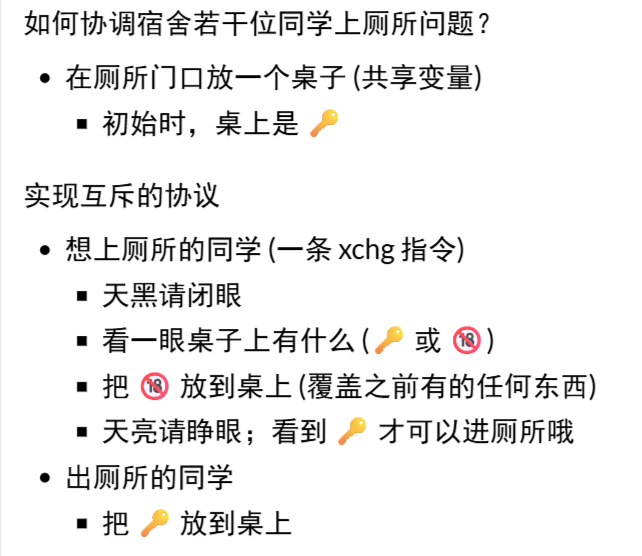 如何协调宿舍若干位同学上厕所问题？
• 在厕所门口放一个桌子 (共享变量)
▪ 初始时，桌上是 🔑
实现互斥的协议
• 想上厕所的同学 (一条 xchg 指令)
▪ 天黑请闭眼
▪ 看一眼桌子上有什么 (🔑 或 🔞)
▪ 把 🔞 放到桌上 (覆盖之前有的任何东西)
▪ 天亮请睁眼；看到 🔑 才可以进厕所哦
• 出厕所的同学
▪ 把 🔑 放到桌上